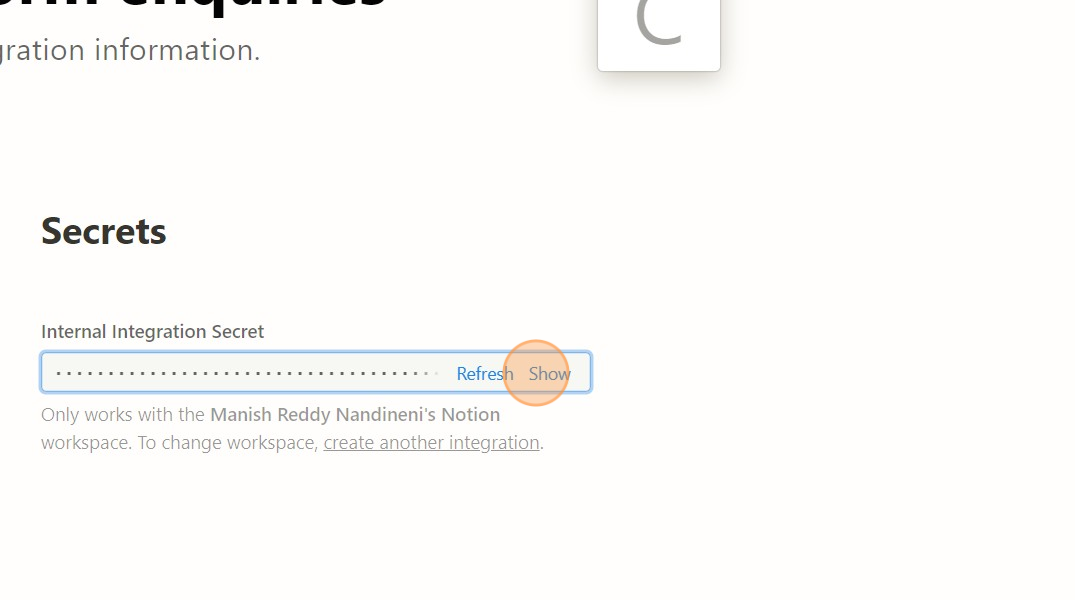 enquiries
gration information.
C
Secrets
Internal Integration Secret
Refresh Show
Only works with the Manish Reddy Nandineni's Notion
workspace. To change workspace, create another integration.